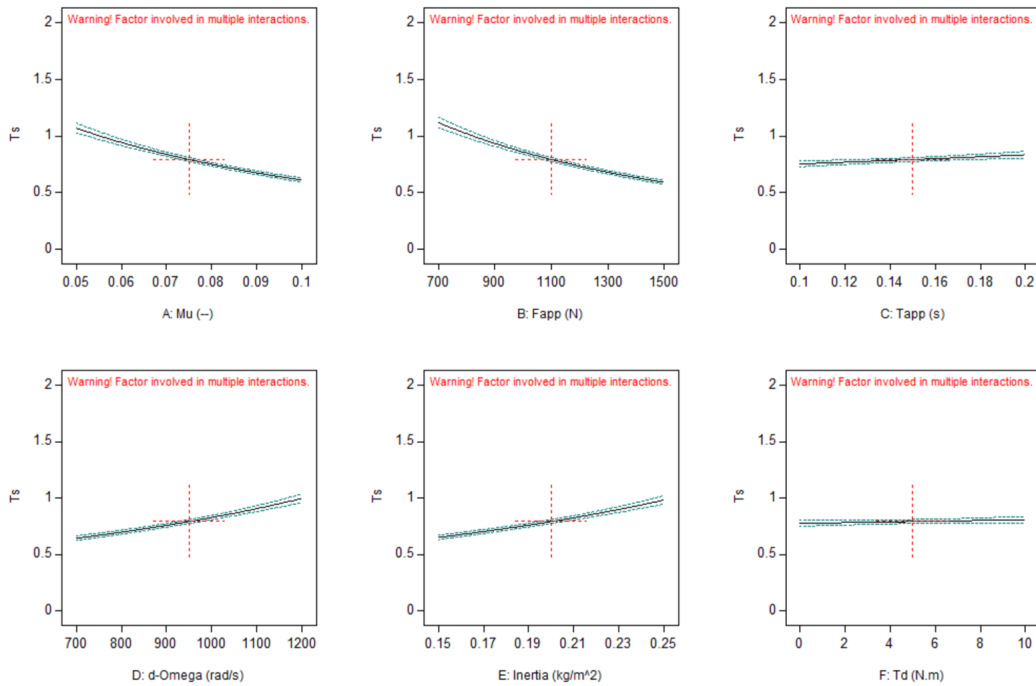 Warning! Factor involved in multiple interactions.
2
1.5
1
0.5
0
Ts
0.05 0.06 0.07 0.08 0.09 0.1
A: Mu (--)
Warning! Factor involved in multiple interactions.
2
1.5
1
0.5
0
Ts
700 900 1100 1300 1500
B: Fapp (N)
Warning! Factor involved in multiple interactions.
2
1.5
1
0.5
0
Ts
0.1 0.12 0.14 0.16 0.18 0.2
C: Tapp (s)
Warning! Factor involved in multiple interactions.
2
1.5
1
0.5
0
Ts
700 800 900 1000 1100 1200
D: d-Omega (rad/s)
Warning! Factor involved in multiple interactions.
2
1.5
1
0.5
0
Ts
0.15 0.17 0.19 0.21 0.23 0.25
E: Inertia (kg/m^2)
Warning! Factor involved in multiple interactions.
2
1.5
1
0.5
0
Ts
0 2 4 6 8 10
F: Td (N.m)